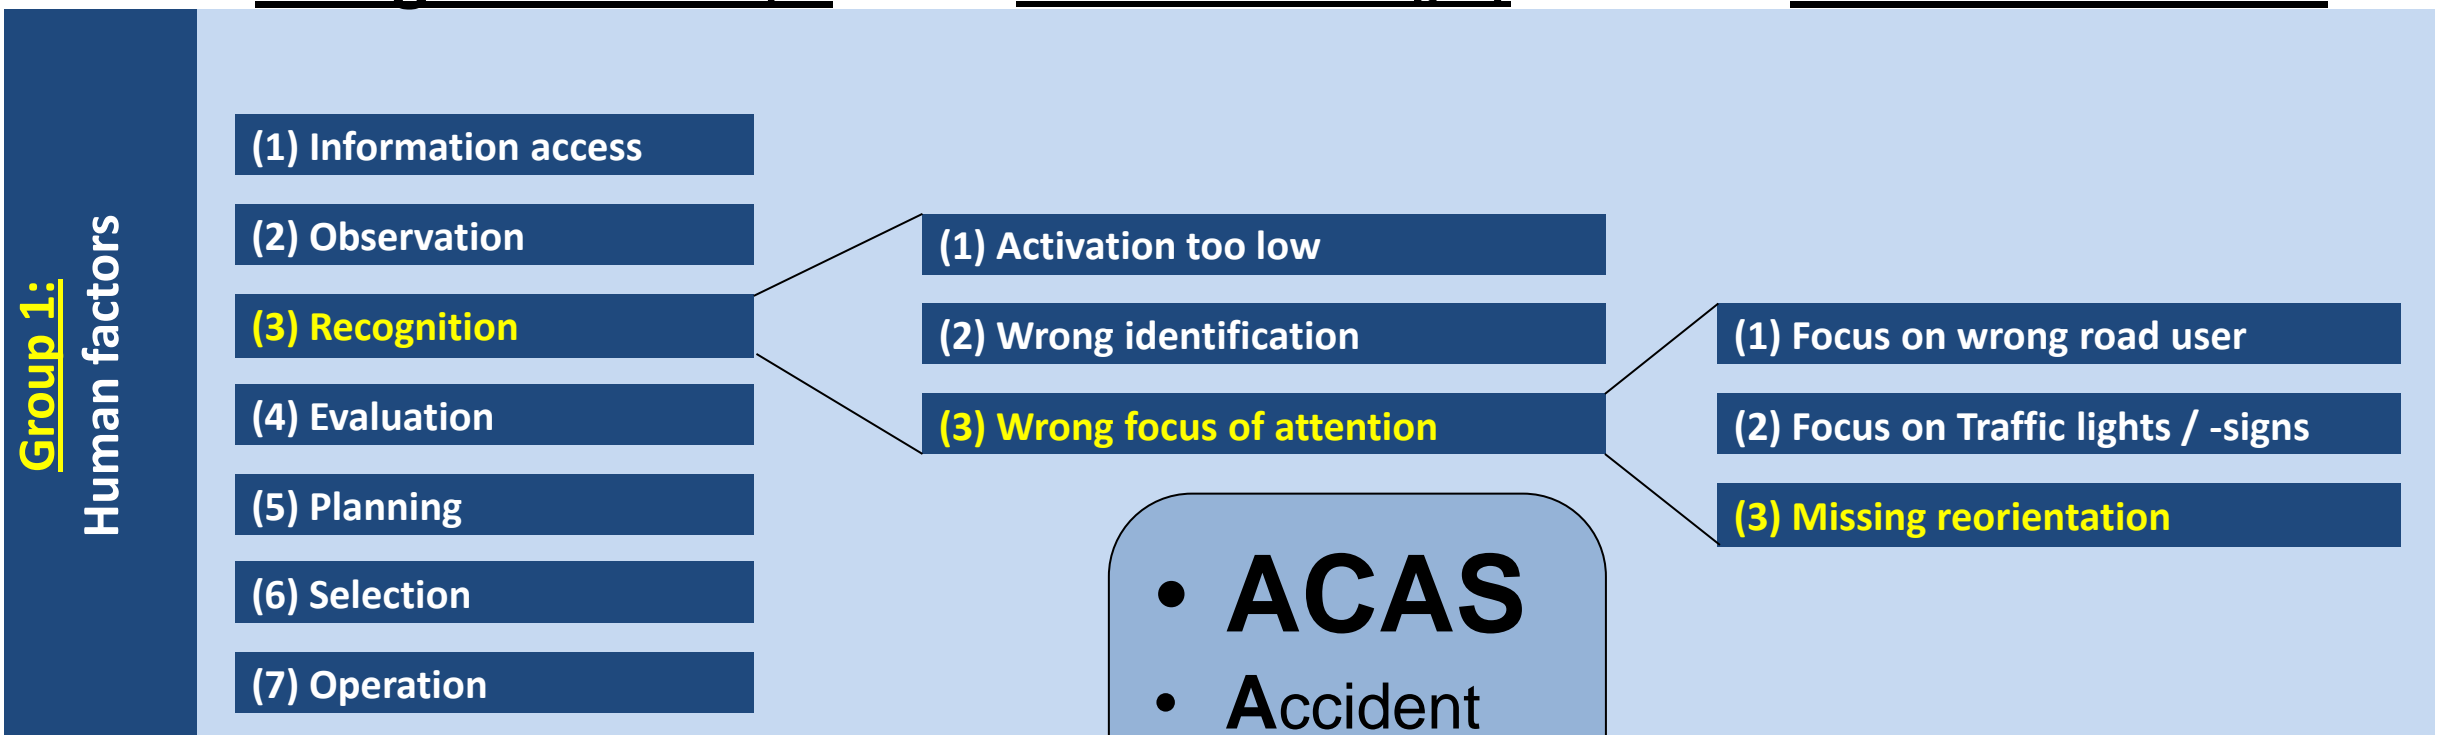 Group 1:
Human factors
(1) Information access
(2) Observation
(3) Recognition
(4) Evaluation
(5) Planning
(6) Selection
(7) Operation
(1) Activation too low
(2) Wrong identification
(3) Wrong focus of attention
(1) Focus on wrong road user
(2) Focus on Traffic lights / -signs
(3) Missing reorientation
• ACAS
• Accident